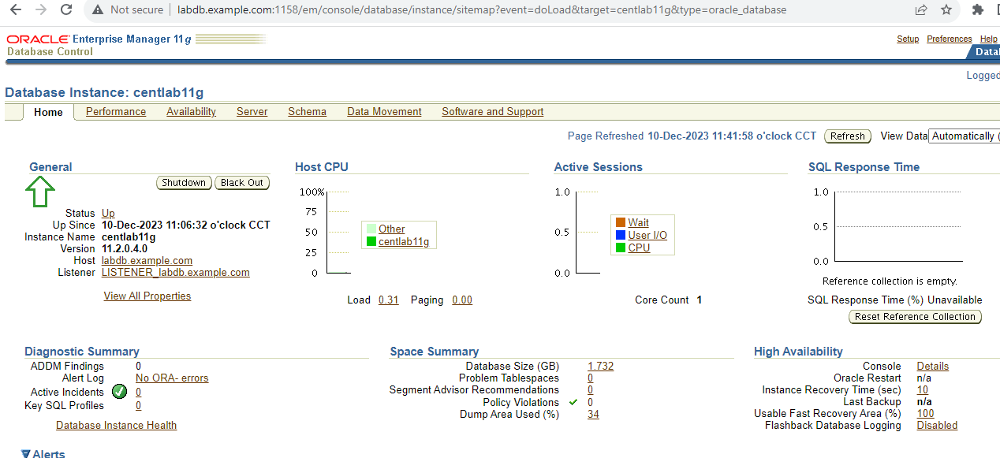 Not secure | labdb.example.com:1158/em/console/database/instance/sitemap?event=doLoad&target=centlab11g&type=oracle_database
ORACLE Enterprise Manager 11g
Database Control
Setup Preferences Help
Logged
Database Instance: centlab11g
Home Performance Availability Server Schema Data Movement Software and Support
Page Refreshed 10-Dec-2023 11:41:58 o'clock CCT Refresh View Data Automatically (
General
Shutdown Black Out
Status Up
Up Since 10-Dec-2023 11:06:32 o'clock CCT
Instance Name centlab11g
Version 11.2.0.4.0
Host labdb.example.com
Listener LISTENER_labdb.example.com
View All Properties
Host CPU
100%
75
50
25
0
Other
centlab11g
Load 0.31 Paging 0.00
Active Sessions
1.0
0.5
0.0
Wait
User I/O
CPU
Core Count 1
SQL Response Time
1.0
0.5
0.0
Reference collection is empty.
SQL Response Time (%) Unavailable
Reset Reference Collection
Diagnostic Summary
ADDM Findings 0
Alert Log No ORA- errors
Active Incidents 0
Key SQL Profiles 0
Database Instance Health
Space Summary
Database Size (GB) 1.732
Problem Tablespaces 0
Segment Advisor Recommendations 0
Policy Violations 0
Dump Area Used (%) 34
High Availability
Console Details
Oracle Restart n/a
Instance Recovery Time (sec) 10
Last Backup n/a
Usable Fast Recovery Area (%) 100
Flashback Database Logging Disabled
Alerts